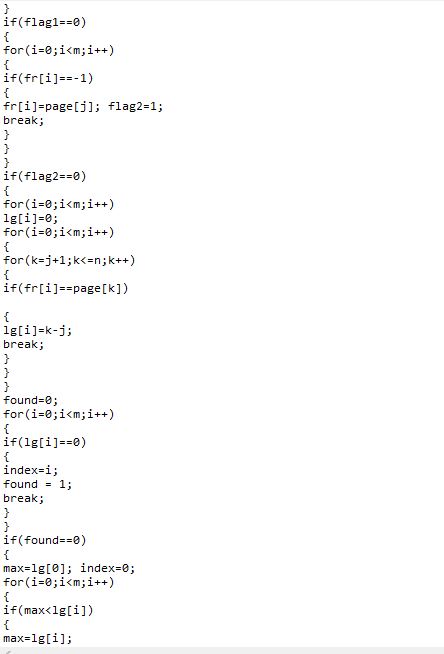 }
if(flag1==0)
{
for(i=0;i<m;i++)
{
if(fr[i]==-1)
{
fr[i]=page[j]; flag2=1;
break;
}
}
}
if(flag2==0)
{
for(i=0;i<m;i++)
lg[i]=0;
for(i=0;i<m;i++)
{
for(k=j+1;k<=n;k++)
{
if(fr[i]==page[k])
{
lg[i]=k-j;
break;
}
}
}
found=0;
for(i=0;i<m;i++)
{
if(lg[i]==0)
{
index=i;
found = 1;
break;
}
}
if(found==0)
{
max=lg[0]; index=0;
for(i=0;i<m;i++)
{
if(max<lg[i])
{
max=lg[i];